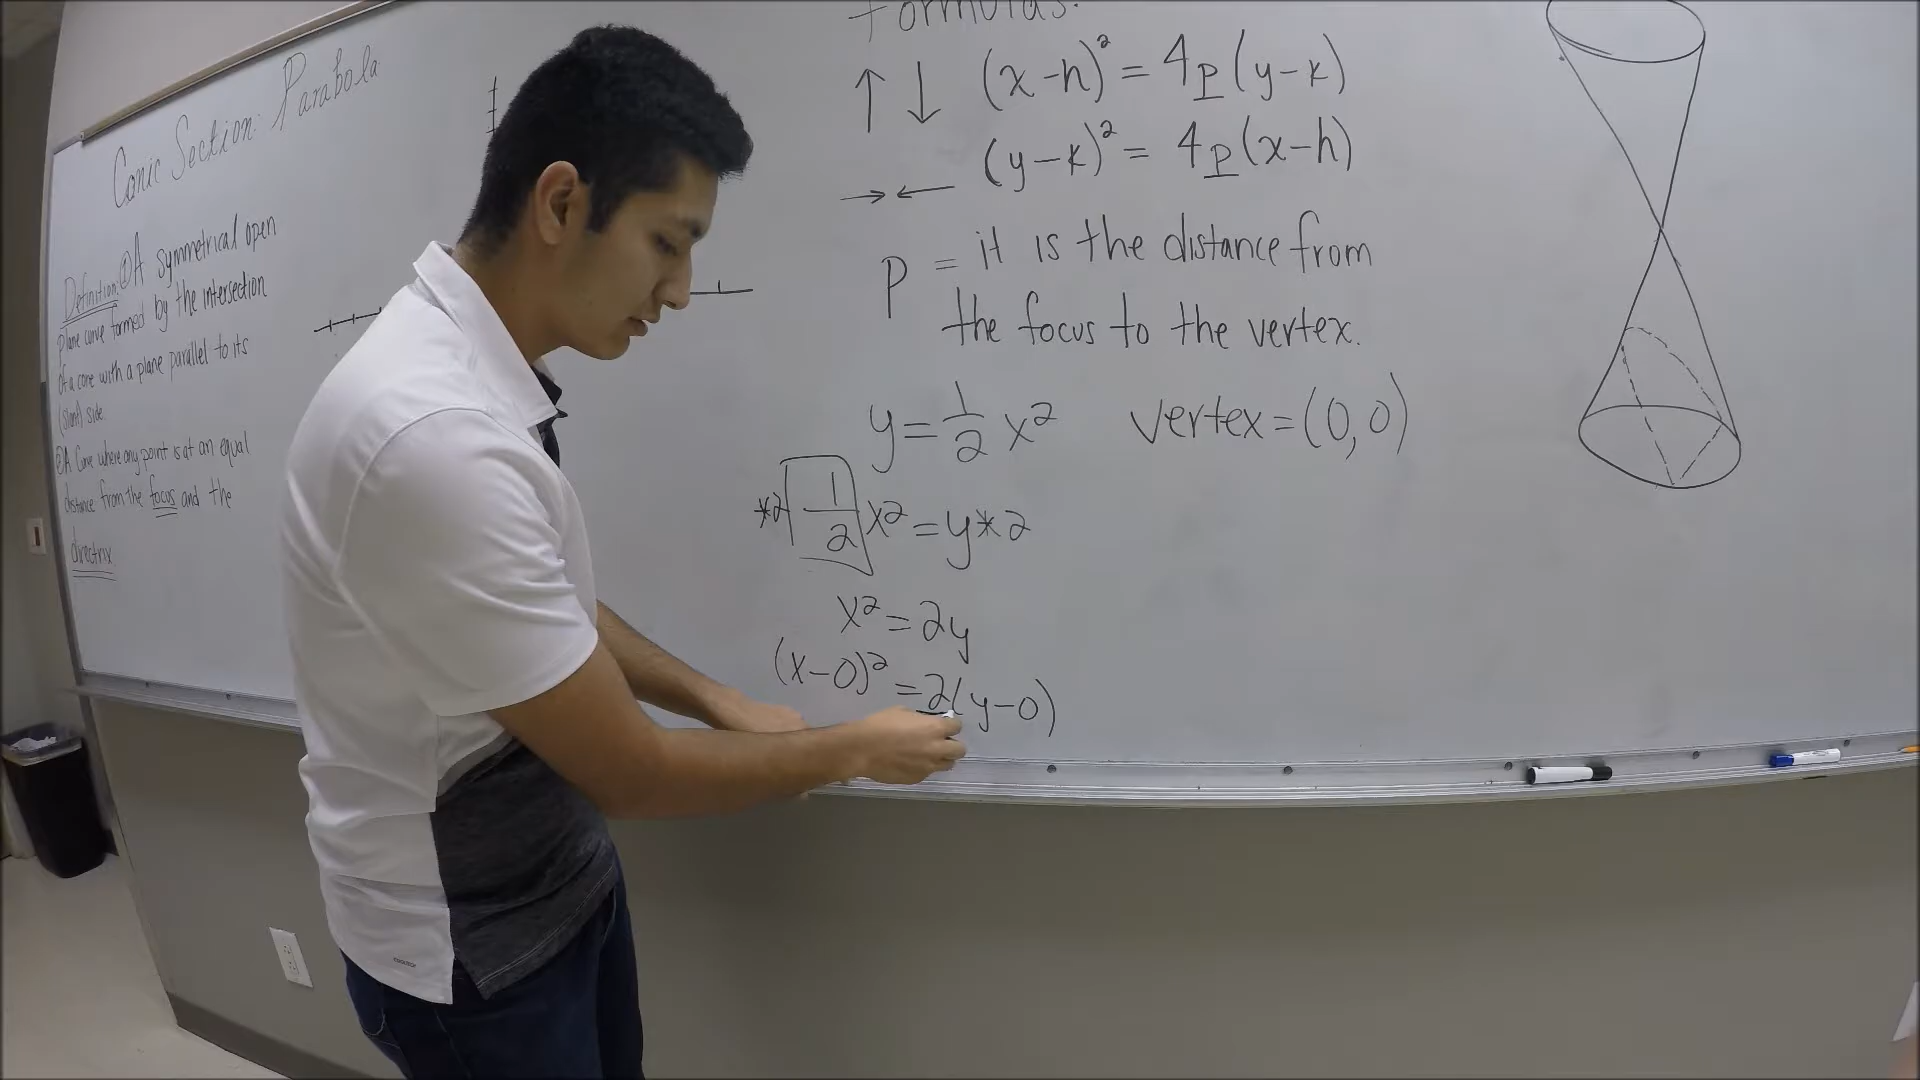 Conic Section: Parabola
Definition: ① A symmetrical open
plane curve formed by the intersection
of a cone with a plane parallel to its
(slant) side.
② A Curve where any point is at an equal
distance from the focus and the
directrix
Formulas:
↑ ↓ (x-h)² = 4p(y-k)
→ ← (y-k)² = 4p(x-h)
P = it is the distance from
the focus to the vertex.
y = 1/2 x² vertex = (0,0)
*2 1/2 x² = y*2
x² = 2y
(x-0)² = 2(y-0)